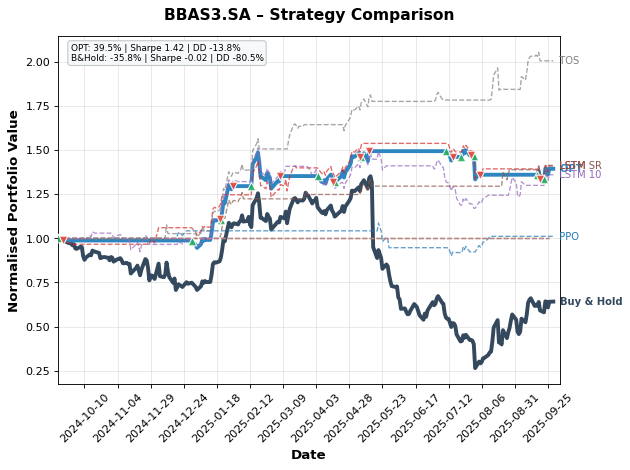 BBAS3.SA – Strategy Comparison
OPT: 39.5% | Sharpe 1.42 | DD -13.8%
B&Hold: -35.8% | Sharpe -0.02 | DD -80.5%
Normalised Portfolio Value
2.00
1.75
1.50
1.25
1.00
0.75
0.50
0.25
TOS
LSTM SR
LSTM 10
PPO
Buy & Hold
2024-10-10
2024-11-04
2024-11-29
2024-12-24
2025-01-18
2025-02-12
2025-03-09
2025-04-03
2025-04-28
2025-05-23
2025-06-17
2025-07-12
2025-08-06
2025-08-31
2025-09-25
Date